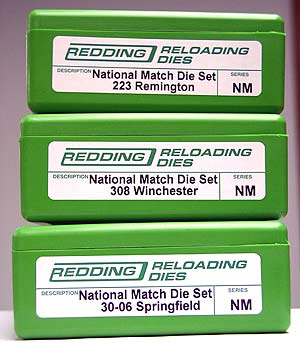 REDDING RELOADING
DIES
DESCRIPTION National Match Die Set SERIES
223 Remington NM
REDDING RELOADING
DIES
DESCRIPTION National Match Die Set SERIES
308 Winchester NM
REDDING RELOADING
DIES
DESCRIPTION National Match Die Set SERIES
30-06 Springfield NM